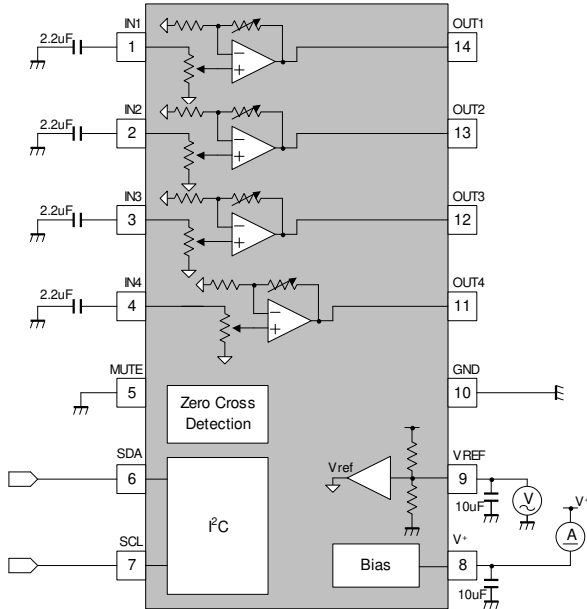 IN1
OUT1
2.2uF
1
14
IN2
OUT2
2.2uF
2
13
IN3
OUT3
2.2uF
3
12
IN4
OUT4
2.2uF
4
11
MUTE
GND
5
10
Zero Cross
Detection
SDA
VREF
Vref
6
9
V
10uF
V⁺
I²C
SCL
V⁺
A
7
Bias
8
10uF